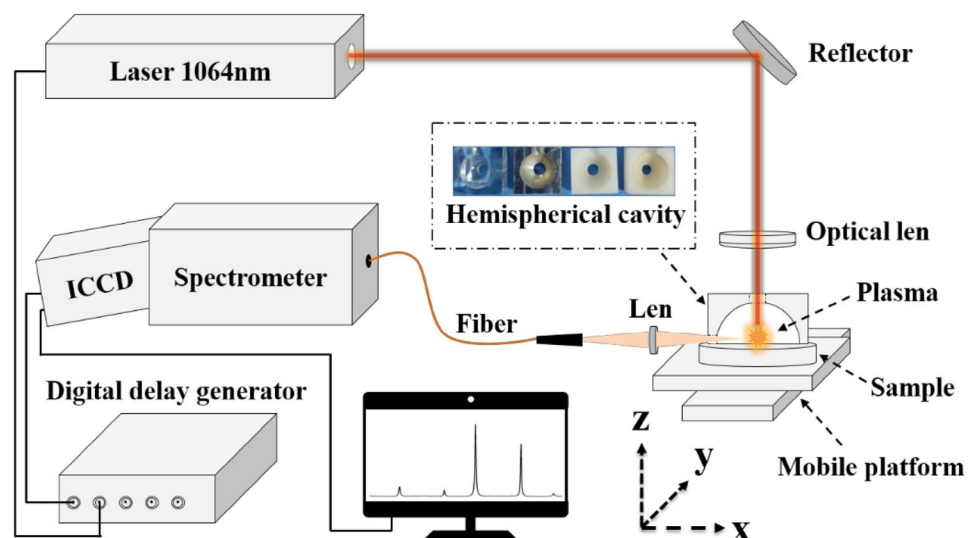 Laser 1064nm
Reflector
Hemispherical cavity
Optical len
ICCD
Spectrometer
Plasma
Len
Fiber
Sample
Digital delay generator
Mobile platform
z
y
x